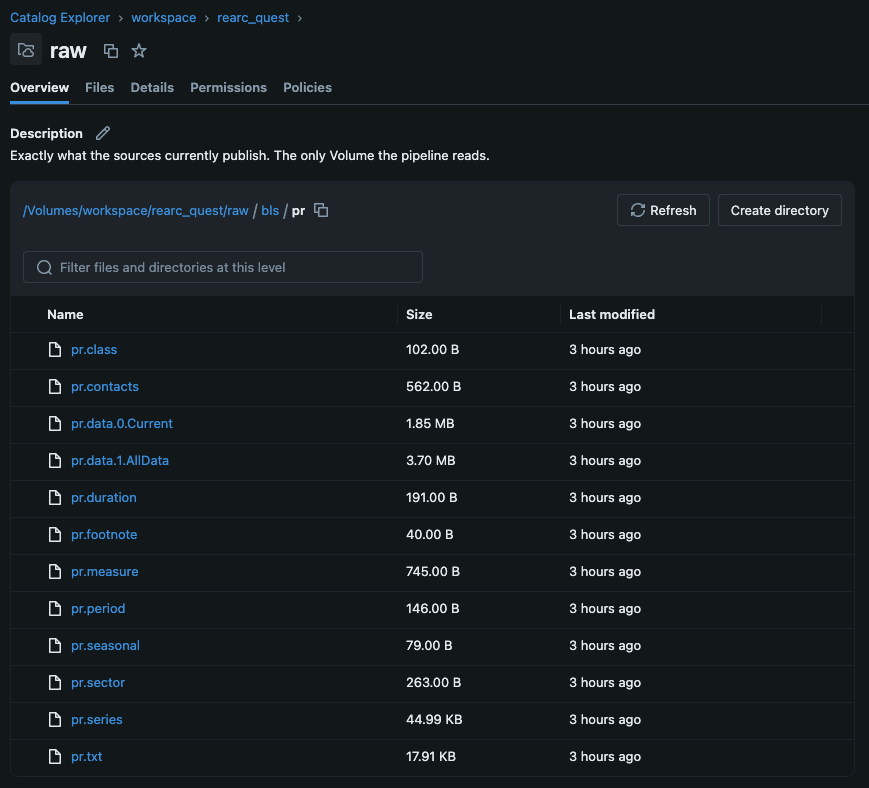 Catalog Explorer › workspace › rearc_quest ›
raw
Overview Files Details Permissions Policies
Description
Exactly what the sources currently publish. The only Volume the pipeline reads.
/Volumes/workspace/rearc_quest/raw / bls / pr
Refresh
Create directory
Filter files and directories at this level
Name Size Last modified
pr.class 102.00 B 3 hours ago
pr.contacts 562.00 B 3 hours ago
pr.data.0.Current 1.85 MB 3 hours ago
pr.data.1.AllData 3.70 MB 3 hours ago
pr.duration 191.00 B 3 hours ago
pr.footnote 40.00 B 3 hours ago
pr.measure 745.00 B 3 hours ago
pr.period 146.00 B 3 hours ago
pr.seasonal 79.00 B 3 hours ago
pr.sector 263.00 B 3 hours ago
pr.series 44.99 KB 3 hours ago
pr.txt 17.91 KB 3 hours ago